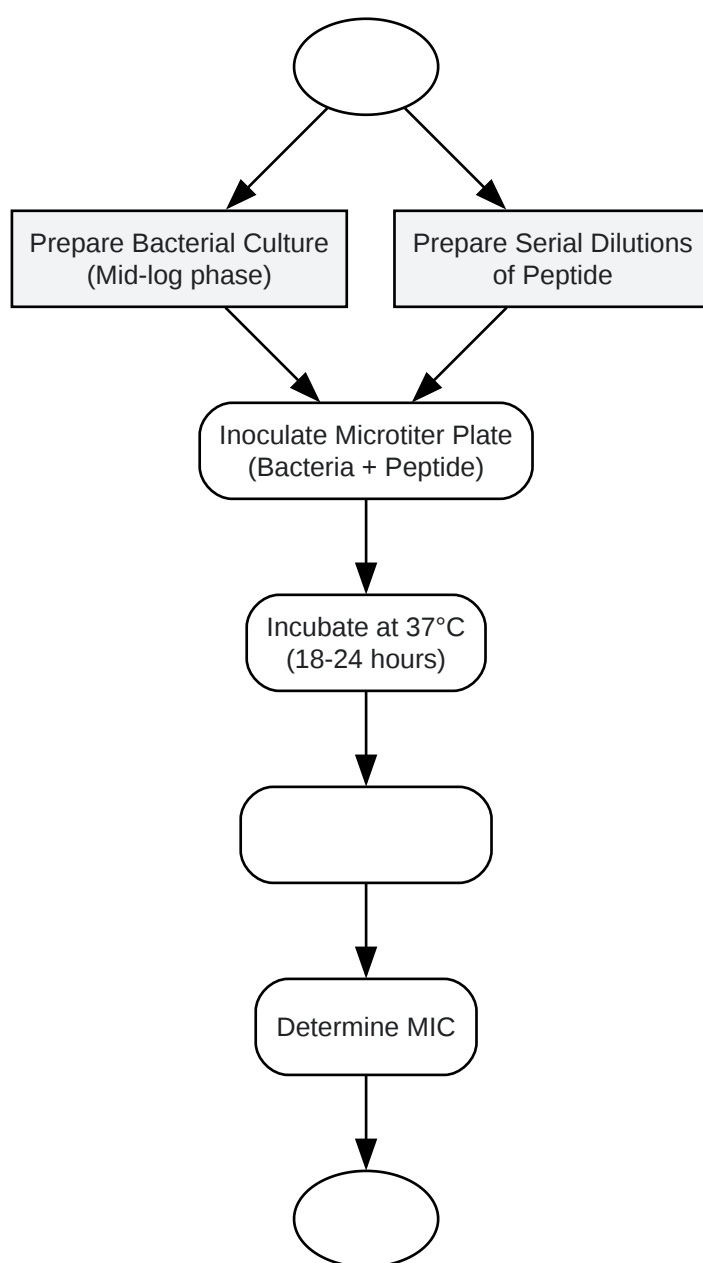 Prepare Bacterial Culture
(Mid-log phase)
Prepare Serial Dilutions
of Peptide
Inoculate Microtiter Plate
(Bacteria + Peptide)
Incubate at 37°C
(18-24 hours)
Determine MIC